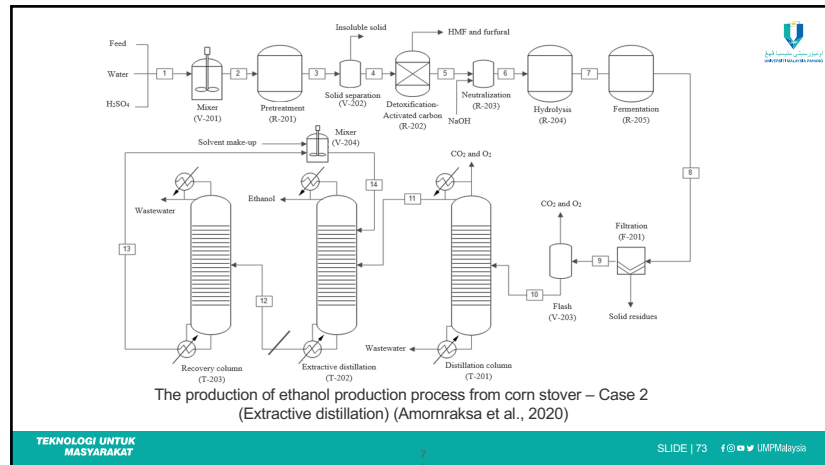 Insoluble solid
HMF and furfural
Feed
Water
H₂SO₄
1
2
3
4
5
6
7
Mixer
(V-201)
Pretreatment
(R-201)
Solid separation
(V-202)
Detoxification-
Activated carbon
(R-202)
Neutralization
(R-203)
NaOH
Hydrolysis
(R-204)
Fermentation
(R-205)
UNIVERSITI MALAYSIA PAHANG
Mixer
(V-204)
Solvent make-up
CO₂ and O₂
8
14
11
Wastewater
Ethanol
CO₂ and O₂
Filtration
(F-201)
13
9
12
10
Flash
(V-203)
Solid residues
Wastewater
Recovery column
(T-203)
Extractive distillation
(T-202)
Distillation column
(T-201)
The production of ethanol production process from corn stover – Case 2
(Extractive distillation) (Amornraksa et al., 2020)
TEKNOLOGI UNTUK
MASYARAKAT
7
SLIDE | 73
UMPMalaysia